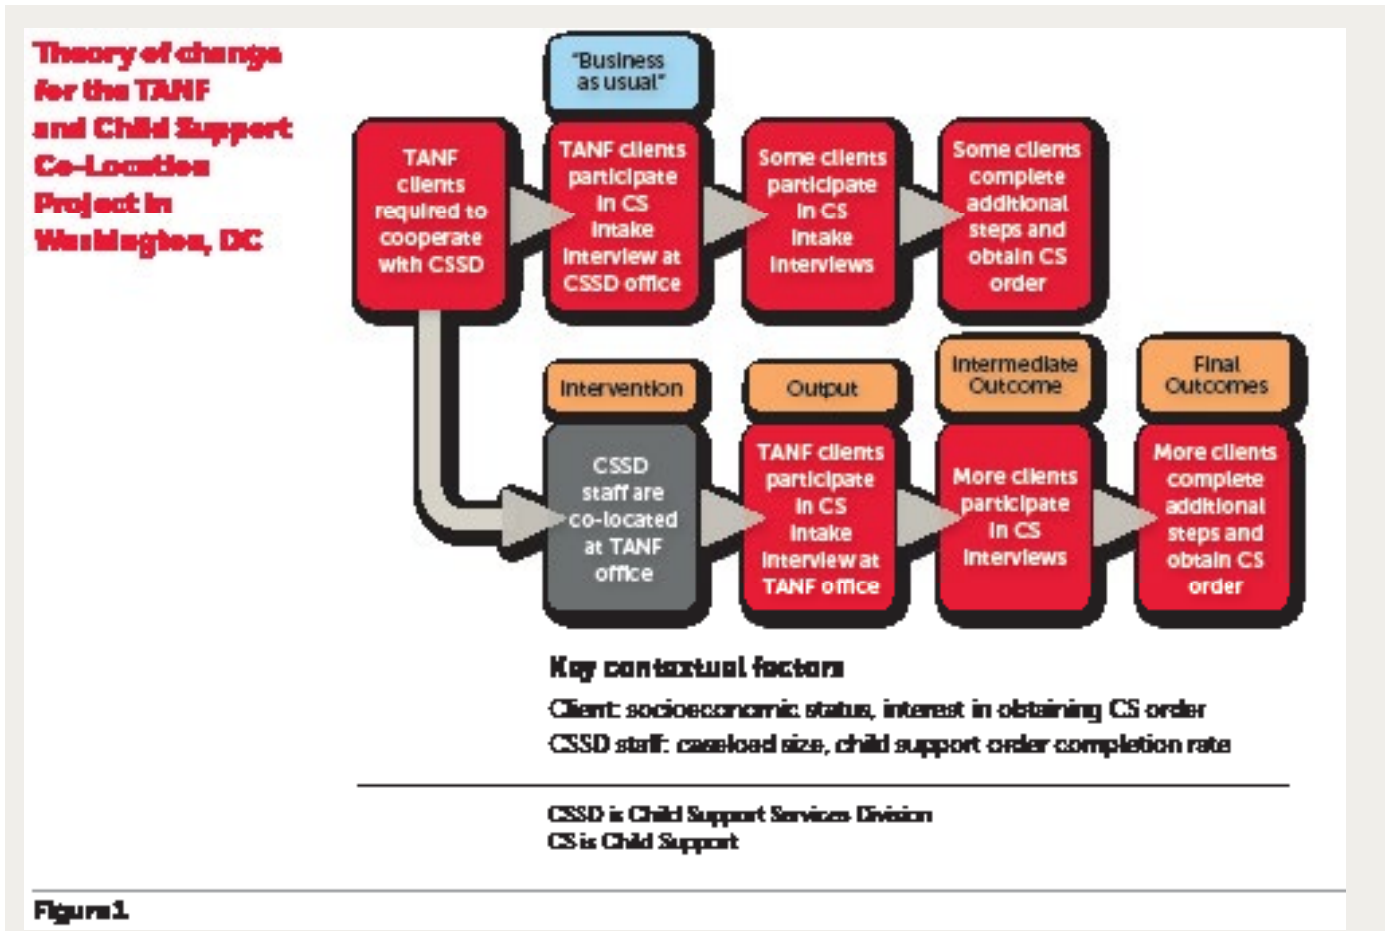 Theory of change
for the TANF
and Child Support
Co-Location
Project in
Washington, DC
"Business
as usual"
TANF
clients
required to
cooperate
with CSSD
TANF clients
participate
in CS
intake
interview at
CSSD office
Some clients
participate
in CS
intake
interviews
Some clients
complete
additional
steps and
obtain CS
order
Intervention
CSSD
staff are
co-located
at TANF
office
Output
TANF clients
participate
in CS
intake
interview at
TANF office
Intermediate
Outcome
More clients
participate
in CS
interviews
Final
Outcomes
More clients
complete
additional
steps and
obtain CS
order
Key contextual factors
Client: socioeconomic status, interest in obtaining CS order
CSSD staff: caseload size, child support order completion rate
CSSD is Child Support Services Division
CS is Child Support
Figure 1